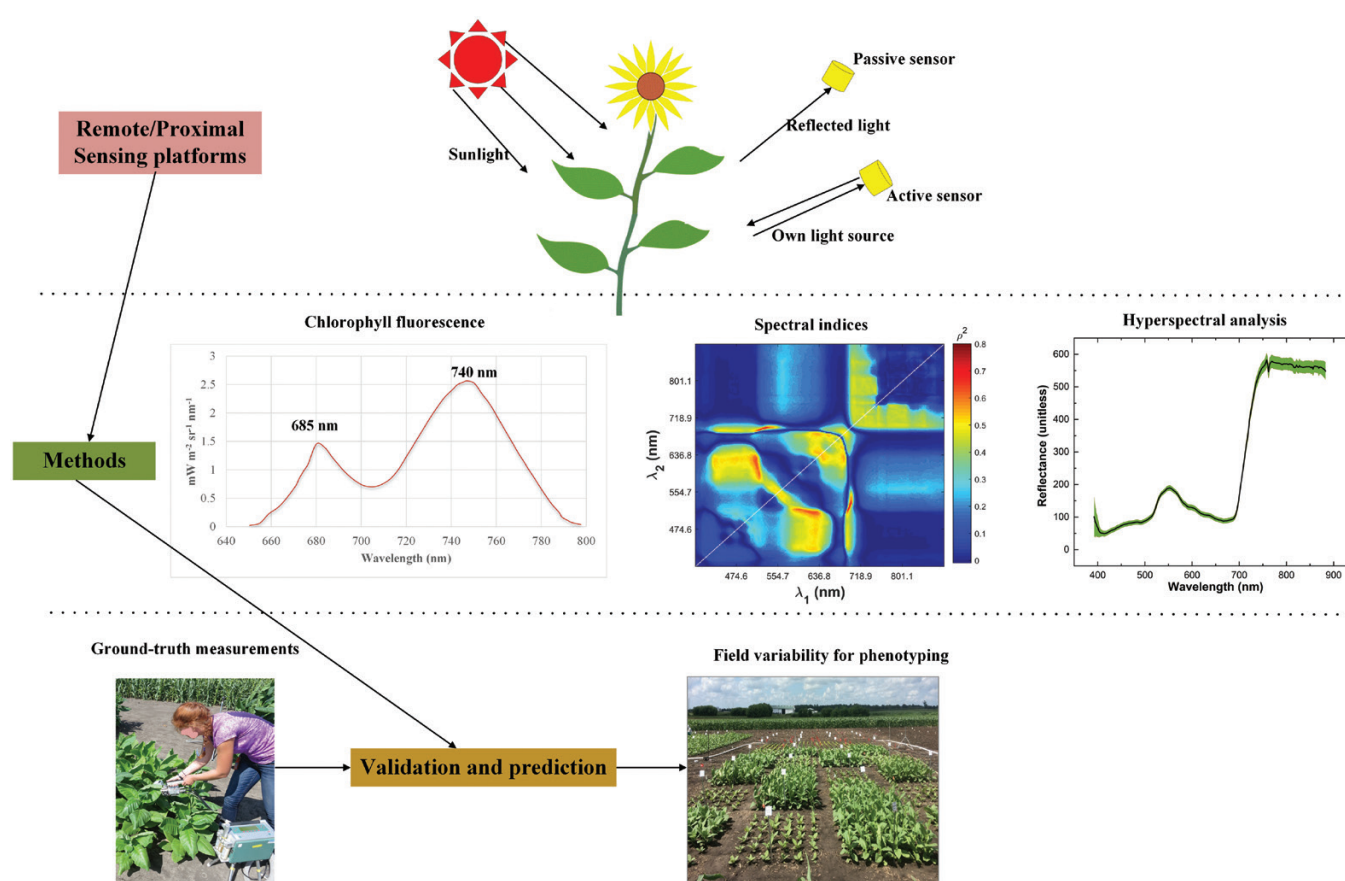 Passive sensor
Remote/Proximal
Sensing platforms
Reflected light
Sunlight
Active sensor
Own light source
Chlorophyll fluorescence
3
2.5
2
1.5
1
0.5
0
mW m-2 sr-1 nm-1
685 nm
740 nm
640 660 680 700 720 740 760 780 800
Wavelength (nm)
Spectral indices
ρ2
0.8
0.7
0.6
0.5
0.4
0.3
0.2
0.1
0
801.1
718.9
636.8
554.7
474.6
λ2 (nm)
474.6 554.7 636.8 718.9 801.1
λ1 (nm)
Hyperspectral analysis
600
500
400
300
200
100
0
Reflectance (unitless)
400 500 600 700 800 900
Wavelength (nm)
Methods
Ground-truth measurements
Field variability for phenotyping
Validation and prediction